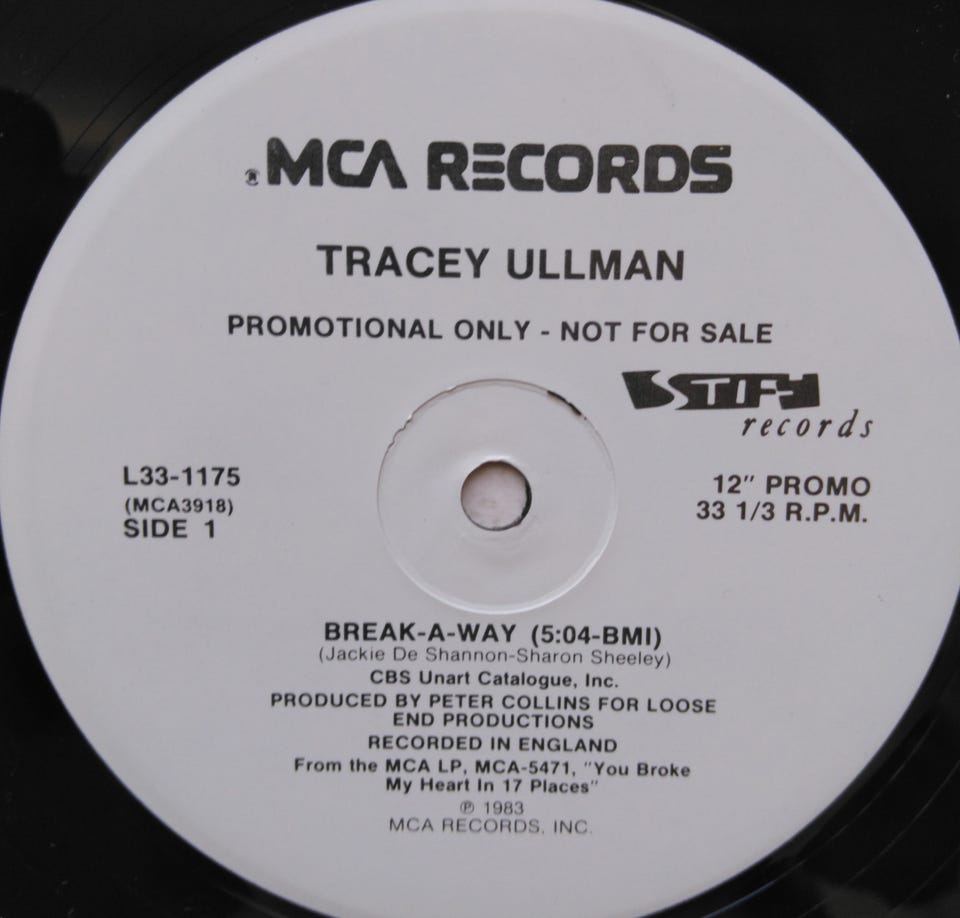 ® MCA RECORDS
TRACEY ULLMAN
PROMOTIONAL ONLY - NOT FOR SALE
STIFF
records
L33-1175
(MCA3918)
SIDE 1
12" PROMO
33 1/3 R.P.M.
BREAK-A-WAY (5:04-BMI)
(Jackie De Shannon-Sharon Sheeley)
CBS Unart Catalogue, Inc.
PRODUCED BY PETER COLLINS FOR LOOSE
END PRODUCTIONS
RECORDED IN ENGLAND
From the MCA LP, MCA-5471, "You Broke
My Heart In 17 Places"
℗ 1983
MCA RECORDS, INC.